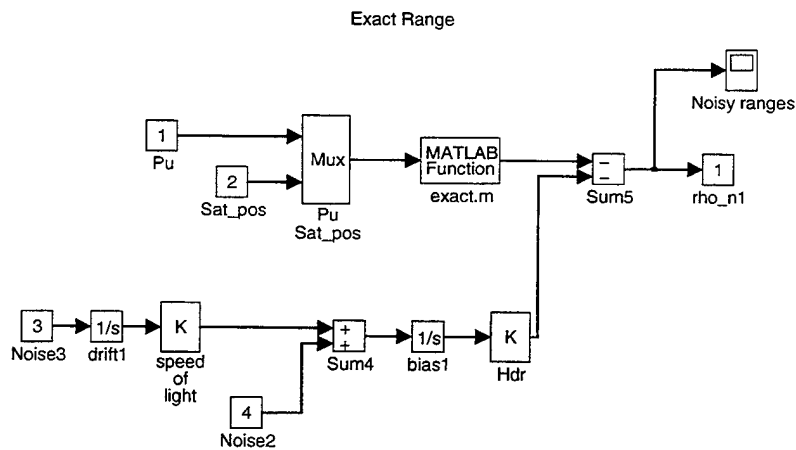 Exact Range
Noisy ranges
1
Pu
2
Sat_pos
Mux
Pu
Sat_pos
MATLAB
Function
exact.m
−
−
Sum5
1
rho_n1
3
Noise3
1/s
drift1
K
speed
of
light
4
Noise2
+
+
Sum4
1/s
bias1
K
Hdr